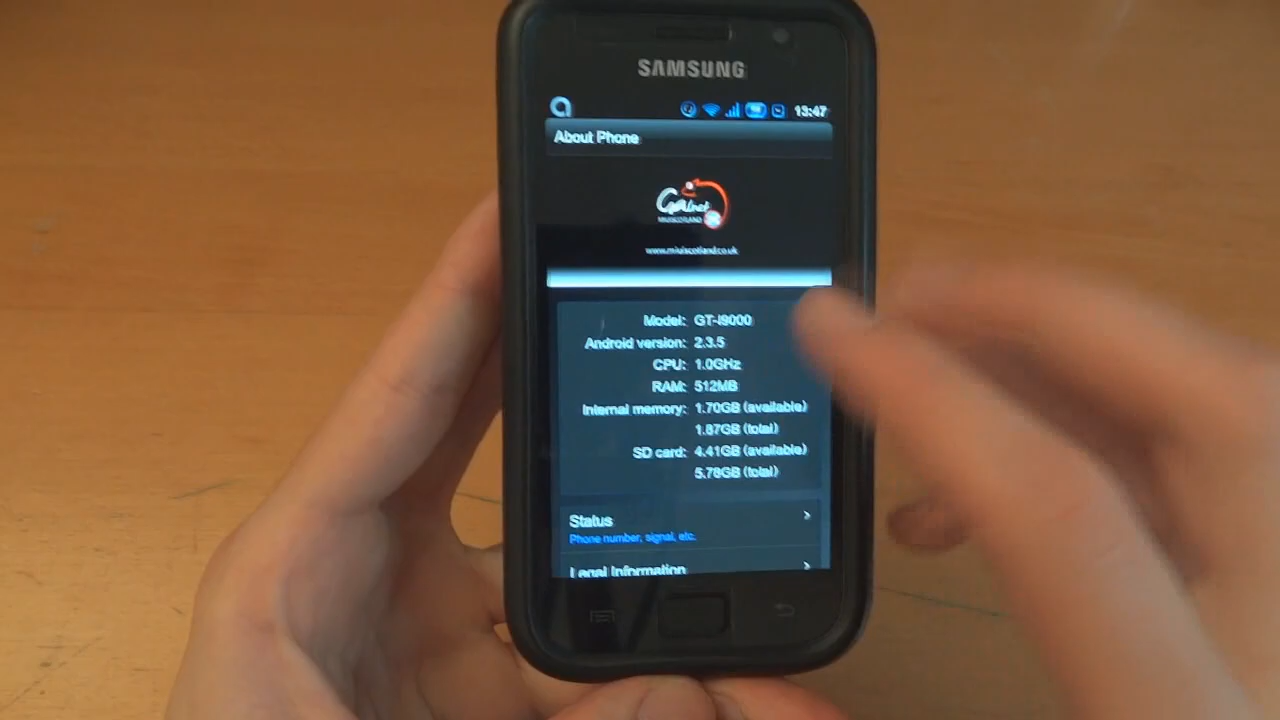 SAMSUNG
13:47
About Phone
Galnet
MIUISCOTLAND
www.miuiscotland.co.uk
Model: GT-I9000
Android version: 2.3.5
CPU: 1.0GHz
RAM: 512MB
Internal memory: 1.70GB (available)
1.87GB (total)
SD card: 4.41GB (available)
5.78GB (total)
Status
Phone number, signal, etc.
Legal Information